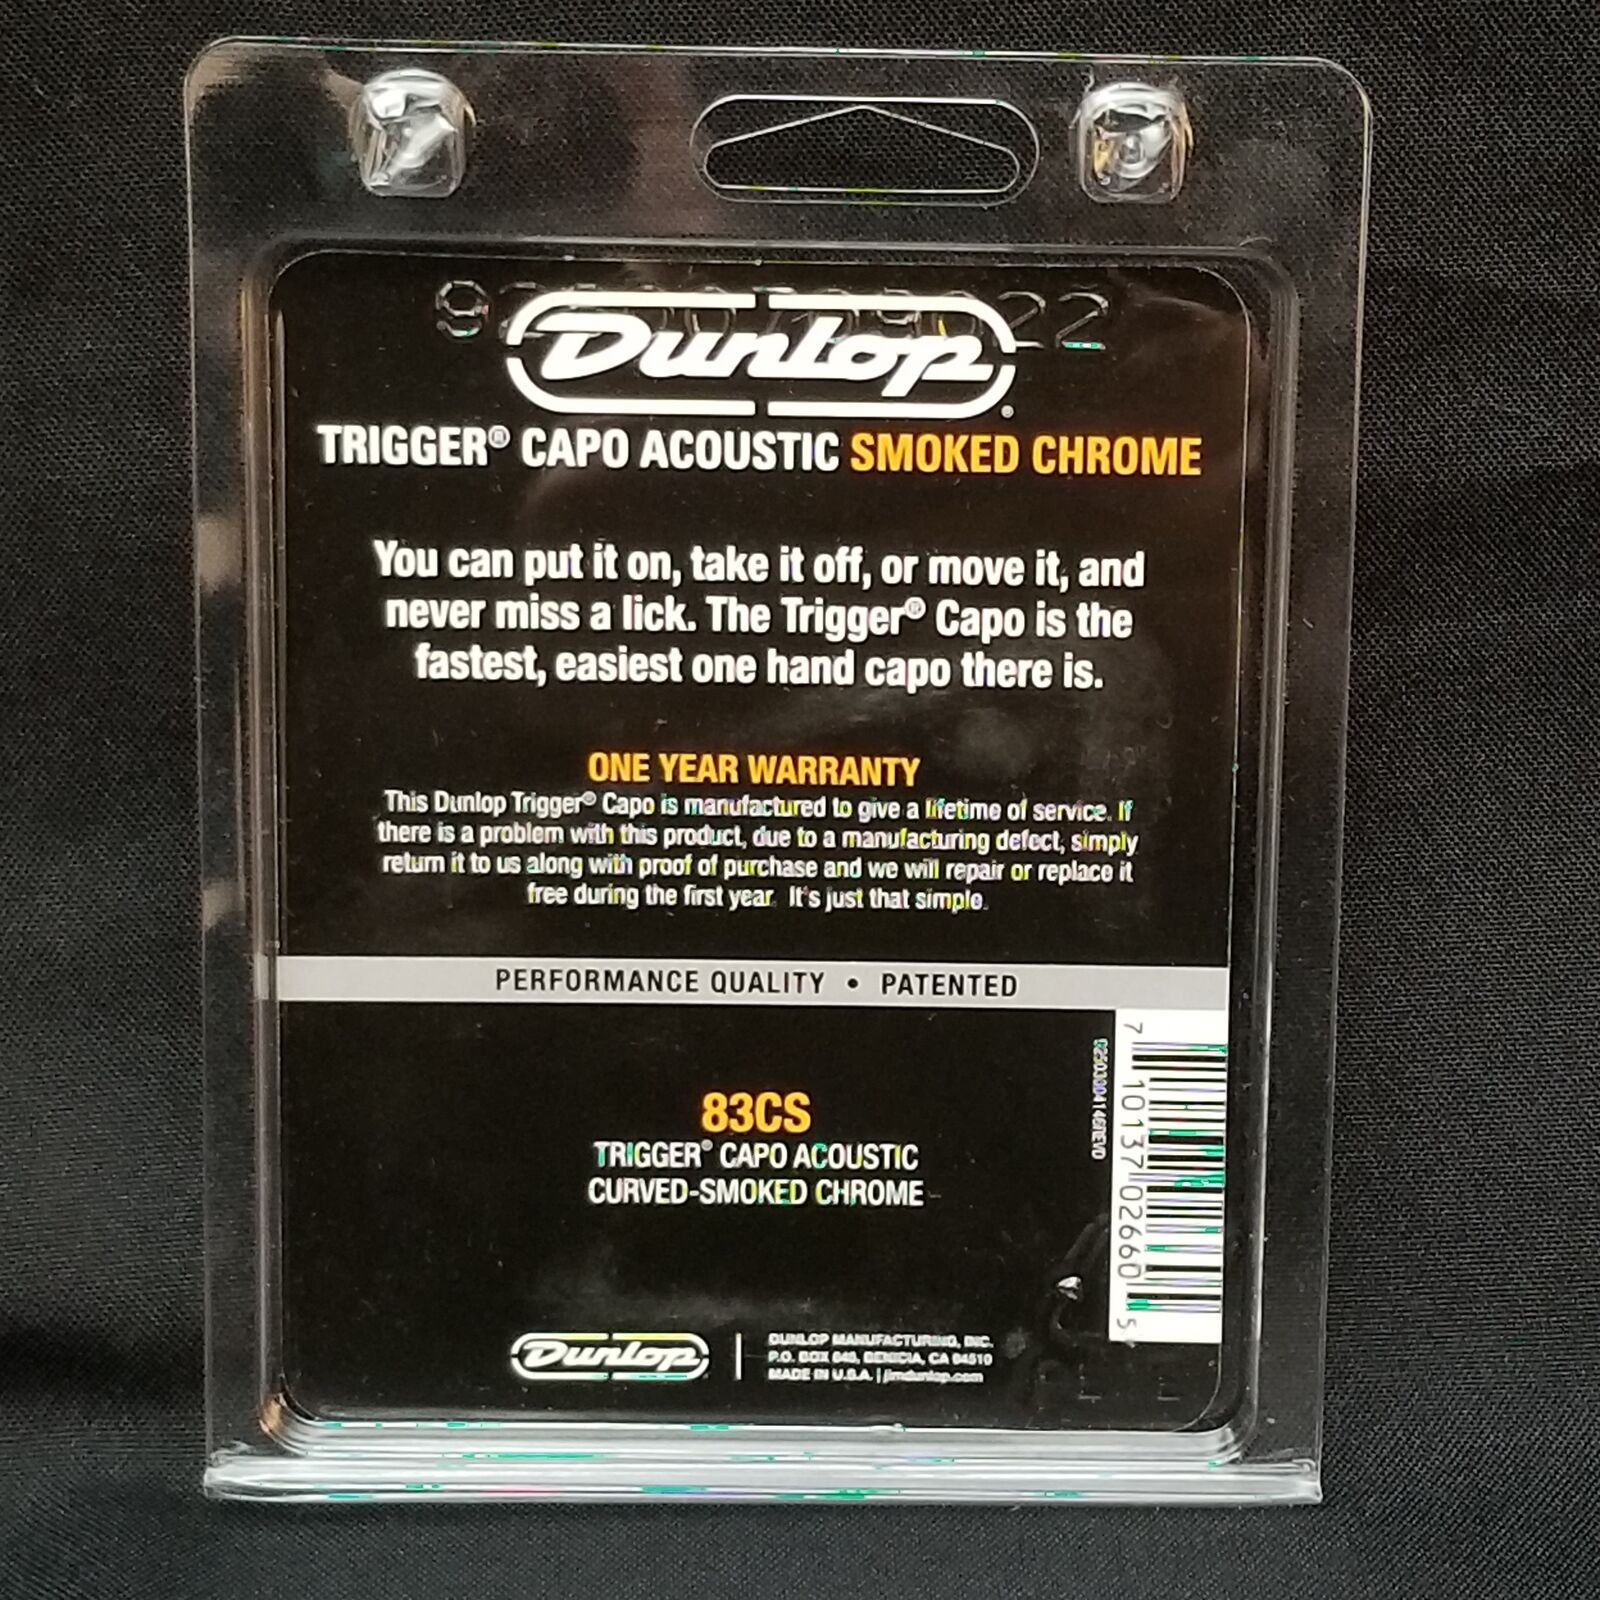 Dunlop®
TRIGGER® CAPO ACOUSTIC SMOKED CHROME
You can put it on, take it off, or move it, and
never miss a lick. The Trigger® Capo is the
fastest, easiest one hand capo there is.
ONE YEAR WARRANTY
This Dunlop Trigger® Capo is manufactured to give a lifetime of service. If
there is a problem with this product, due to a manufacturing defect, simply
return it to us along with proof of purchase and we will repair or replace it
free during the first year. It's just that simple.
PERFORMANCE QUALITY • PATENTED
83CS
TRIGGER® CAPO ACOUSTIC
CURVED-SMOKED CHROME
7 10137 02660 5
Dunlop
DUNLOP MANUFACTURING, INC.
P.O. BOX 846, BENICIA, CA 94510
MADE IN U.S.A. | jimdunlop.com